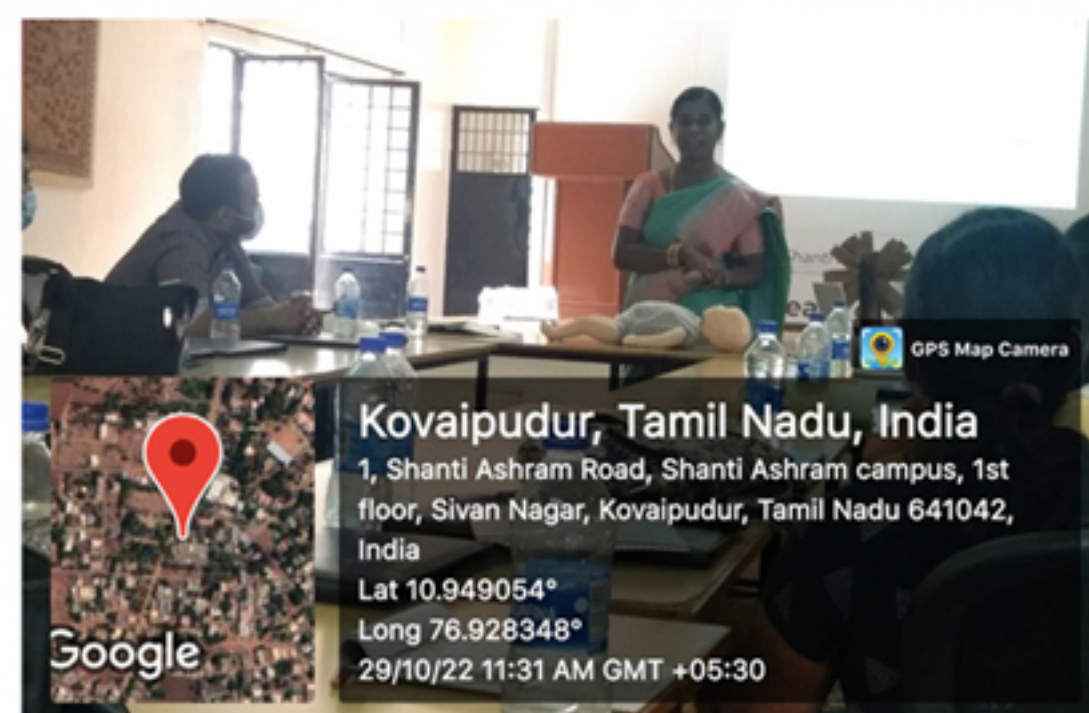 Shanti
GPS Map Camera
Kovaipudur, Tamil Nadu, India
1, Shanti Ashram Road, Shanti Ashram campus, 1st
floor, Sivan Nagar, Kovaipudur, Tamil Nadu 641042,
India
Lat 10.949054°
Long 76.928348°
29/10/22 11:31 AM GMT +05:30
Google